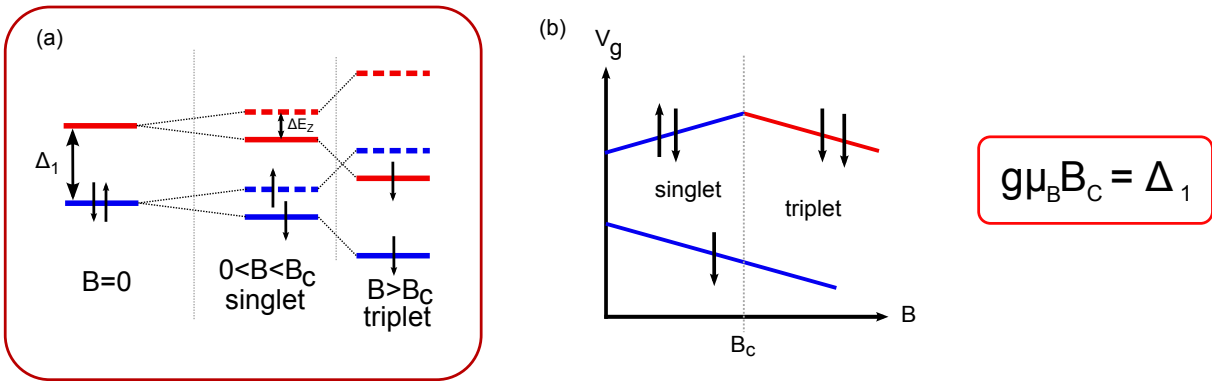 (a)
Δ1
ΔEZ
B=0
0<B<BC
singlet
B>BC
triplet
(b)
Vg
singlet
triplet
B
Bc
gμBBC = Δ1